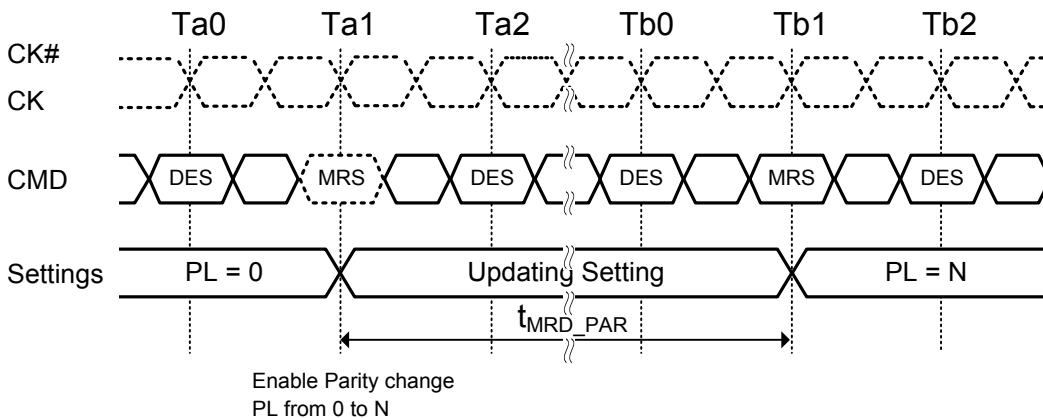 Ta0 Ta1 Ta2 Tb0 Tb1 Tb2
CK#
CK
CMD DES MRS DES DES MRS DES
Settings PL = 0 Updating Setting PL = N
tMRD_PAR
Enable Parity change
PL from 0 to N